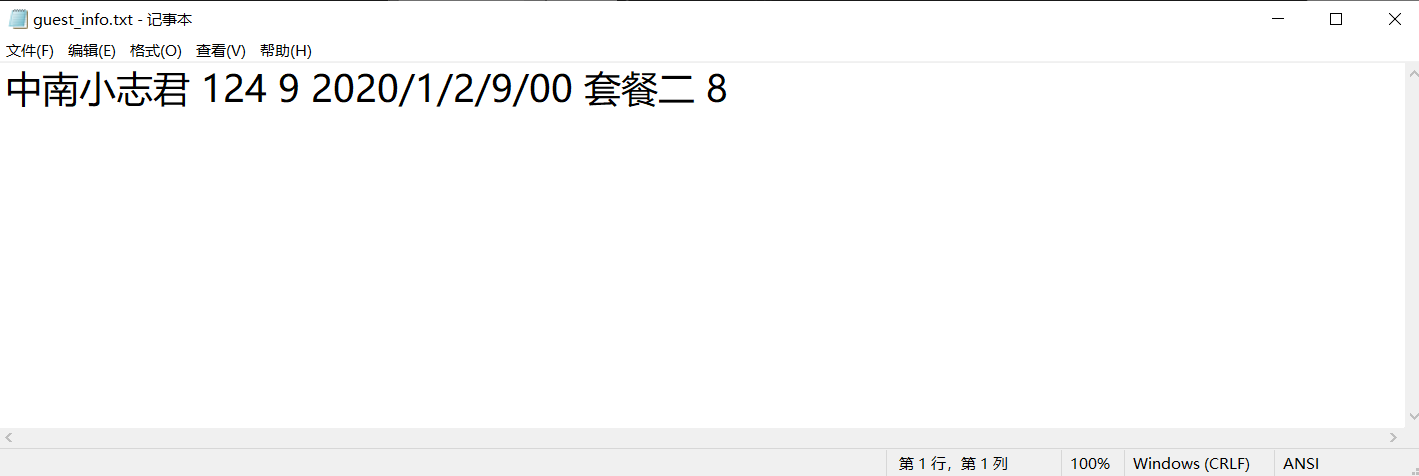 guest_info.txt - 记事本
文件(F) 编辑(E) 格式(O) 查看(V) 帮助(H)
中南小志君 124 9 2020/1/2/9/00 套餐二 8
第 1 行，第 1 列 100% Windows (CRLF) ANSI